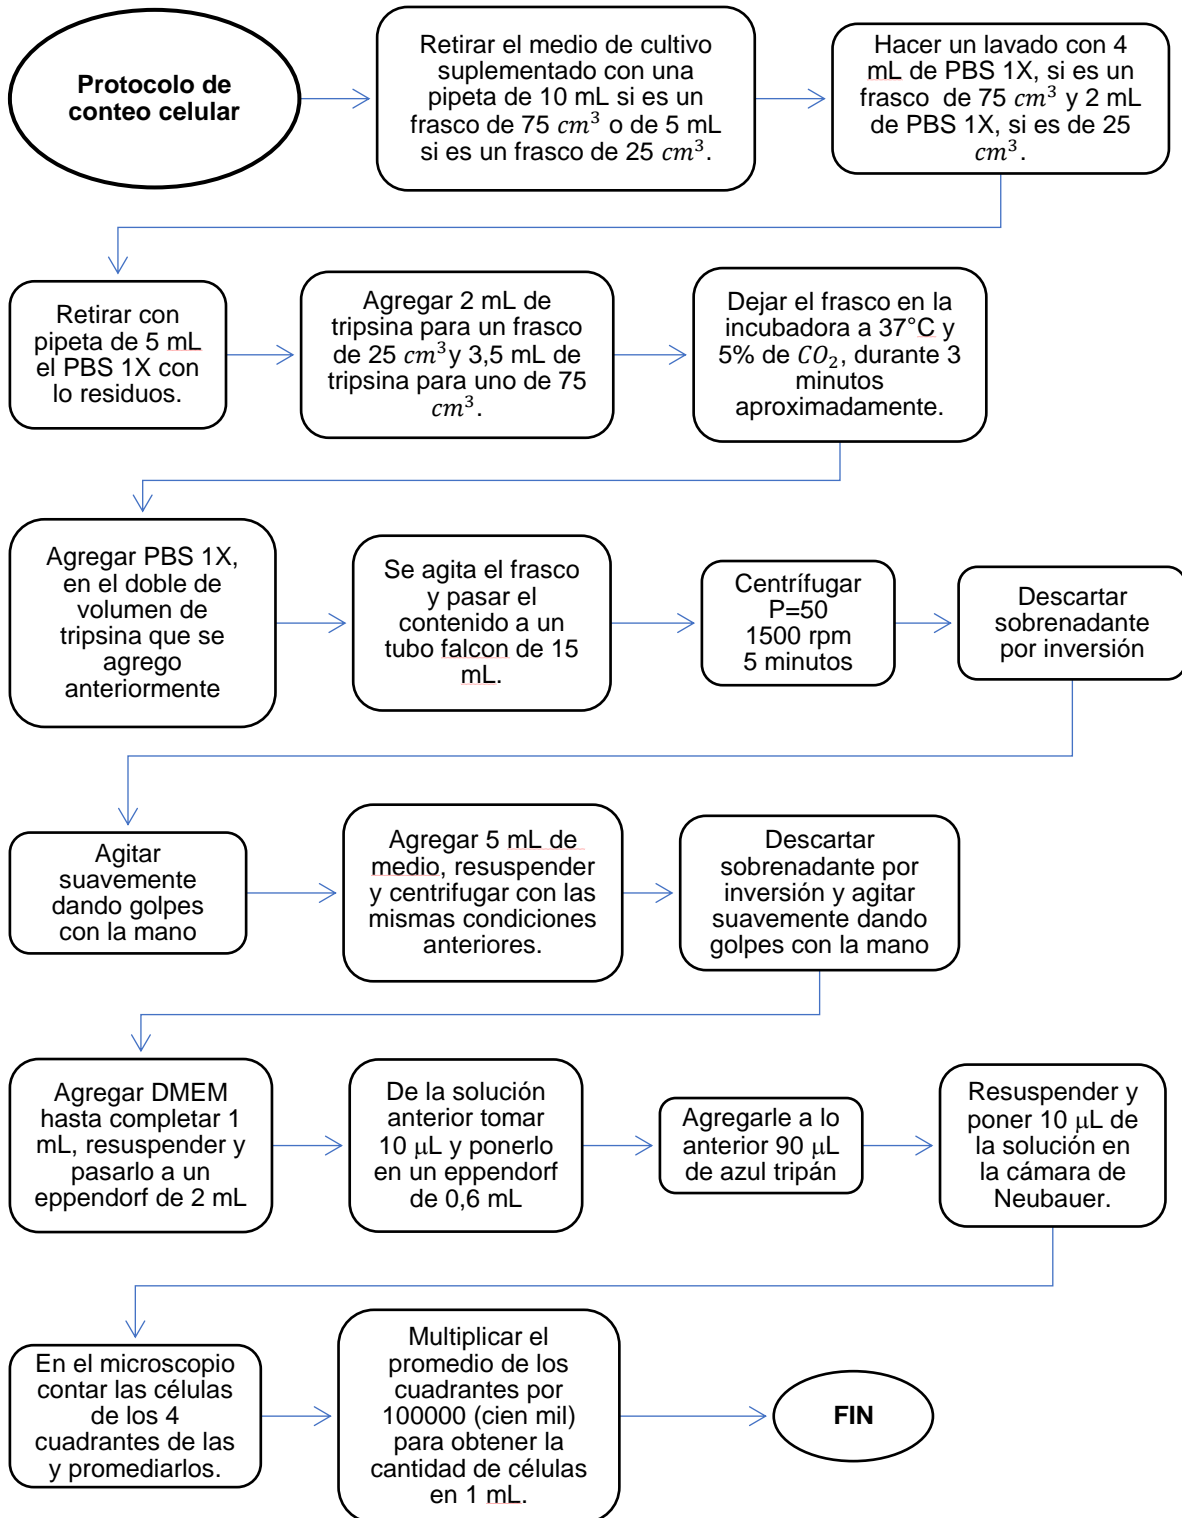 Protocolo de
conteo celular
Retirar el medio de cultivo
suplementado con una
pipeta de 10 mL si es un
frasco de 75 cm³ o de 5 mL
si es un frasco de 25 cm³.
Hacer un lavado con 4
mL de PBS 1X, si es un
frasco de 75 cm³ y 2 mL
de PBS 1X, si es de 25
cm³.
Retirar con
pipeta de 5 mL
el PBS 1X con
lo residuos.
Agregar 2 mL de
tripsina para un frasco
de 25 cm³y 3,5 mL de
tripsina para uno de 75
cm³.
Dejar el frasco en la
incubadora a 37°C y
5% de CO₂, durante 3
minutos
aproximadamente.
Agregar PBS 1X,
en el doble de
volumen de
tripsina que se
agrego
anteriormente
Se agita el frasco
y pasar el
contenido a un
tubo falcon de 15
mL.
Centrífugar
P=50
1500 rpm
5 minutos
Descartar
sobrenadante
por inversión
Agitar
suavemente
dando golpes
con la mano
Agregar 5 mL de
medio, resuspender
y centrifugar con las
mismas condiciones
anteriores.
Descartar
sobrenadante por
inversión y agitar
suavemente dando
golpes con la mano
Agregar DMEM
hasta completar 1
mL, resuspender y
pasarlo a un
eppendorf de 2 mL
De la solución
anterior tomar
10 μL y ponerlo
en un eppendorf
de 0,6 mL
Agregarle a lo
anterior 90 μL
de azul tripán
Resuspender y
poner 10 μL de
la solución en
la cámara de
Neubauer.
En el microscopio
contar las células
de los 4
cuadrantes de las
y promediarlos.
Multiplicar el
promedio de los
cuadrantes por
100000 (cien mil)
para obtener la
cantidad de células
en 1 mL.
FIN